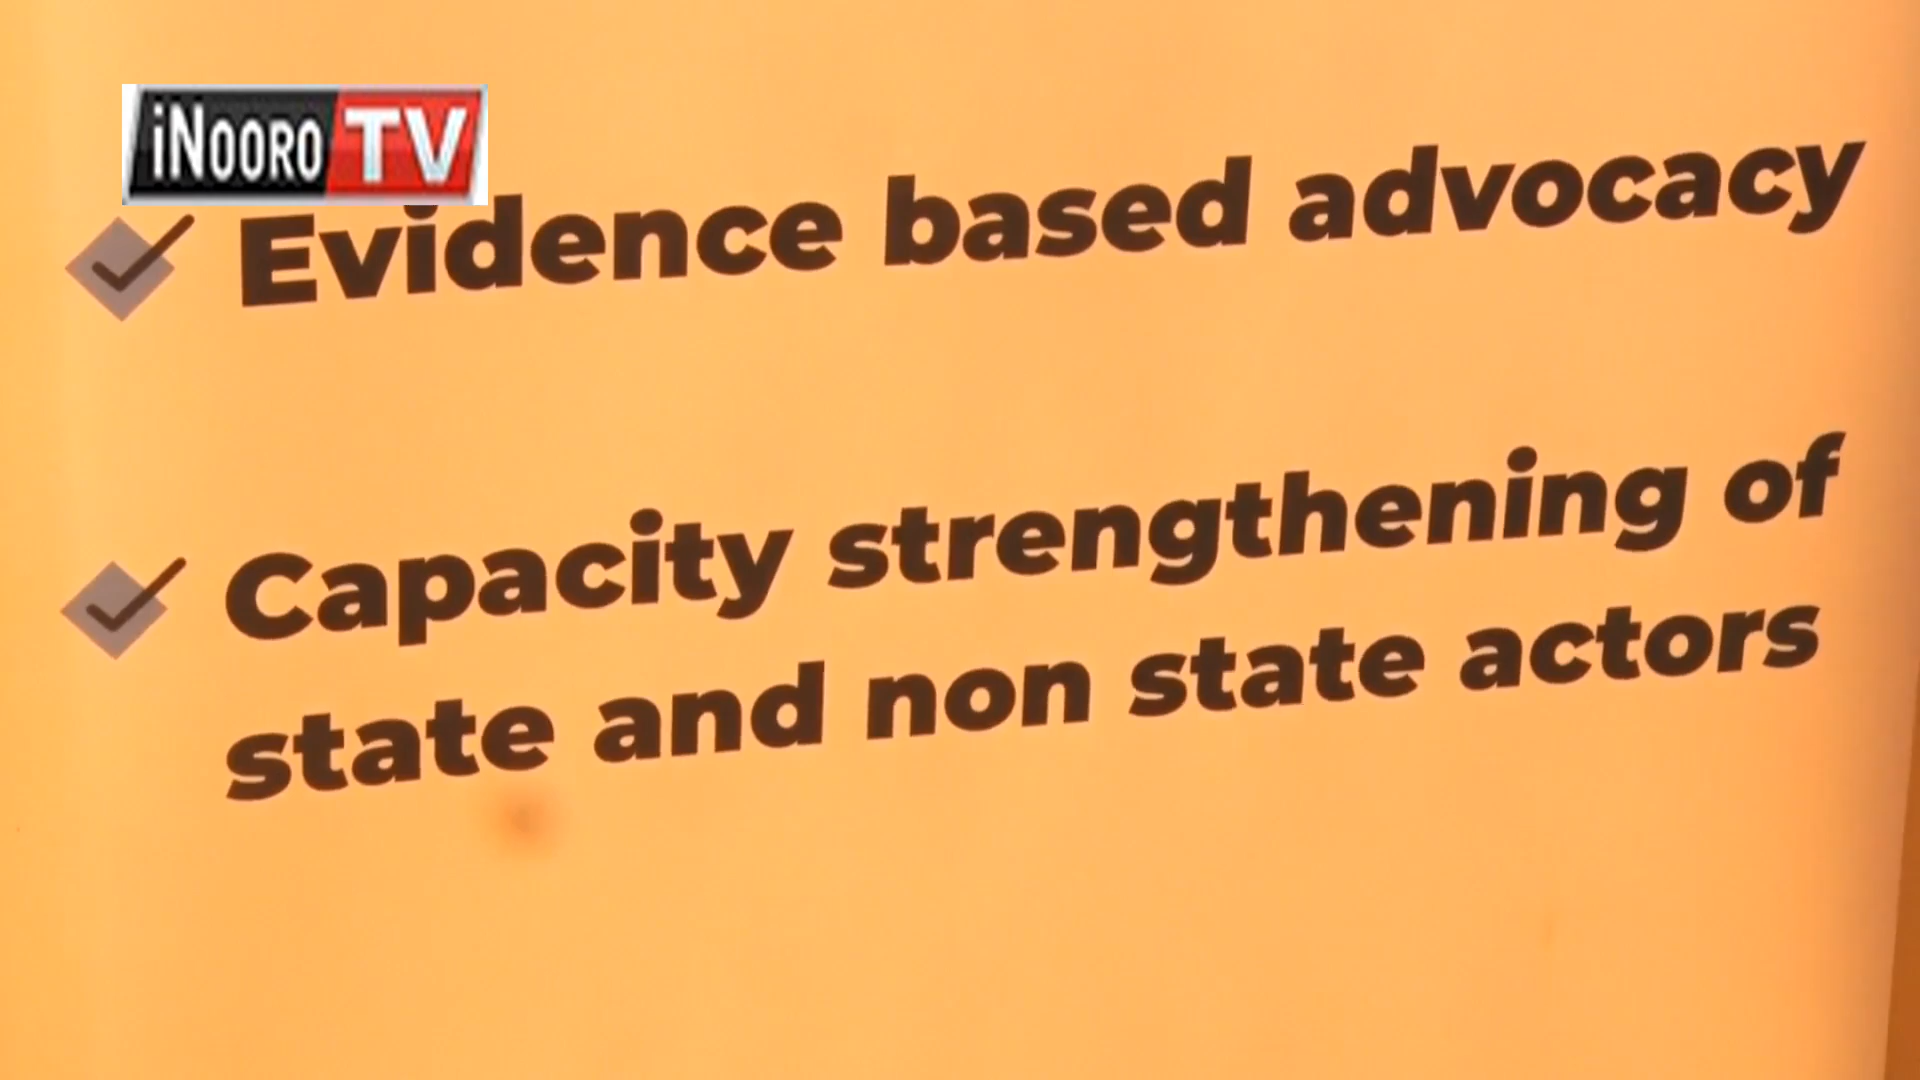 iNOORO TV
Evidence based advocacy
Capacity strengthening of
state and non state actors